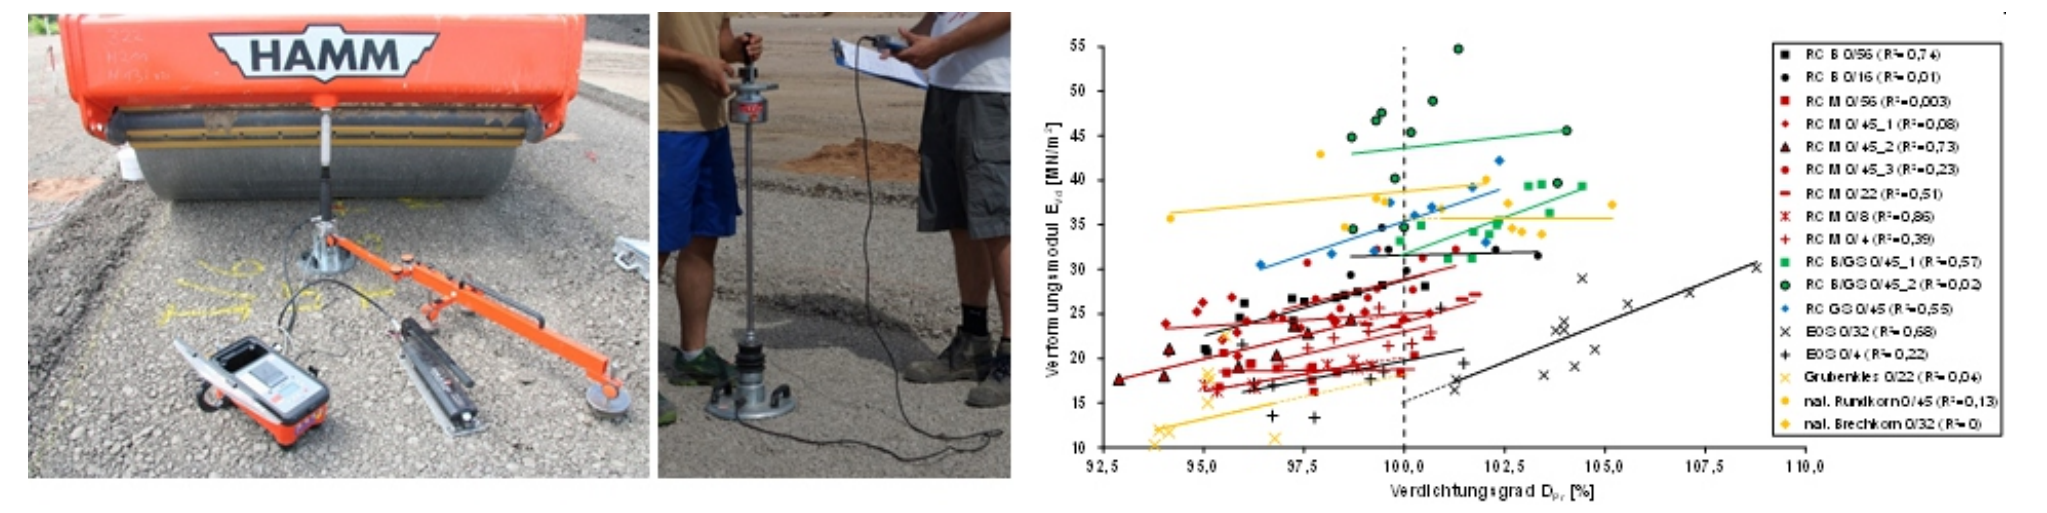 HAMM
55
50
45
40
35
30
25
20
15
10
Verformungsmodul Evd [MN/m²]
92,5 95,0 97,5 100,0 102,5 105,0 107,5 110,0
Verdichtungsgrad DPr [%]
RC B 0/56 (R²=0,74)
RC B 0/16 (R²=0,01)
RC M 0/56 (R²=0,003)
RC M 0/45_1 (R²=0,08)
RC M 0/45_2 (R²=0,73)
RC M 0/45_3 (R²=0,23)
RC M 0/22 (R²=0,51)
RC M 0/8 (R²=0,86)
RC M 0/4 (R²=0,39)
RC B/GS 0/45_1 (R²=0,57)
RC B/GS 0/45_2 (R²=0,02)
RC GS 0/45 (R²=0,55)
EOS 0/32 (R²=0,68)
EOS 0/4 (R²=0,22)
Grubenkies 0/22 (R²=0,04)
nat. Rundkorn 0/45 (R²=0,13)
nat. Brechkorn 0/32 (R²=0)